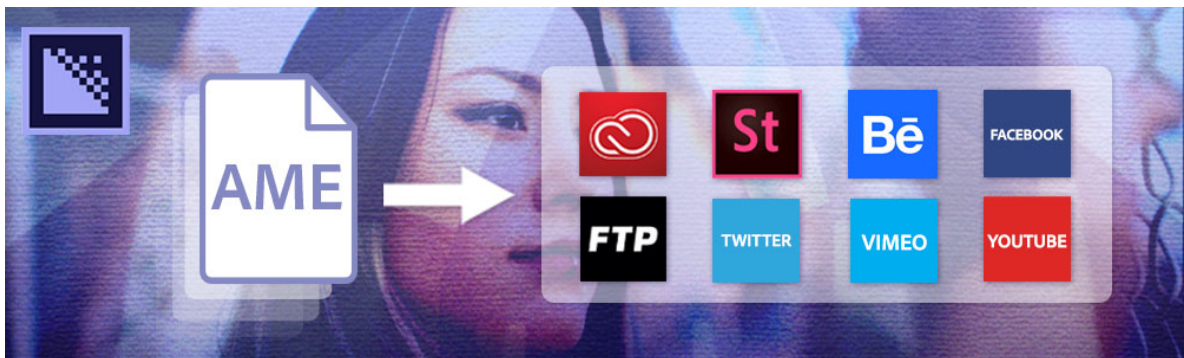 AME
St
Bē
FACEBOOK
FTP
TWITTER
VIMEO
YOUTUBE